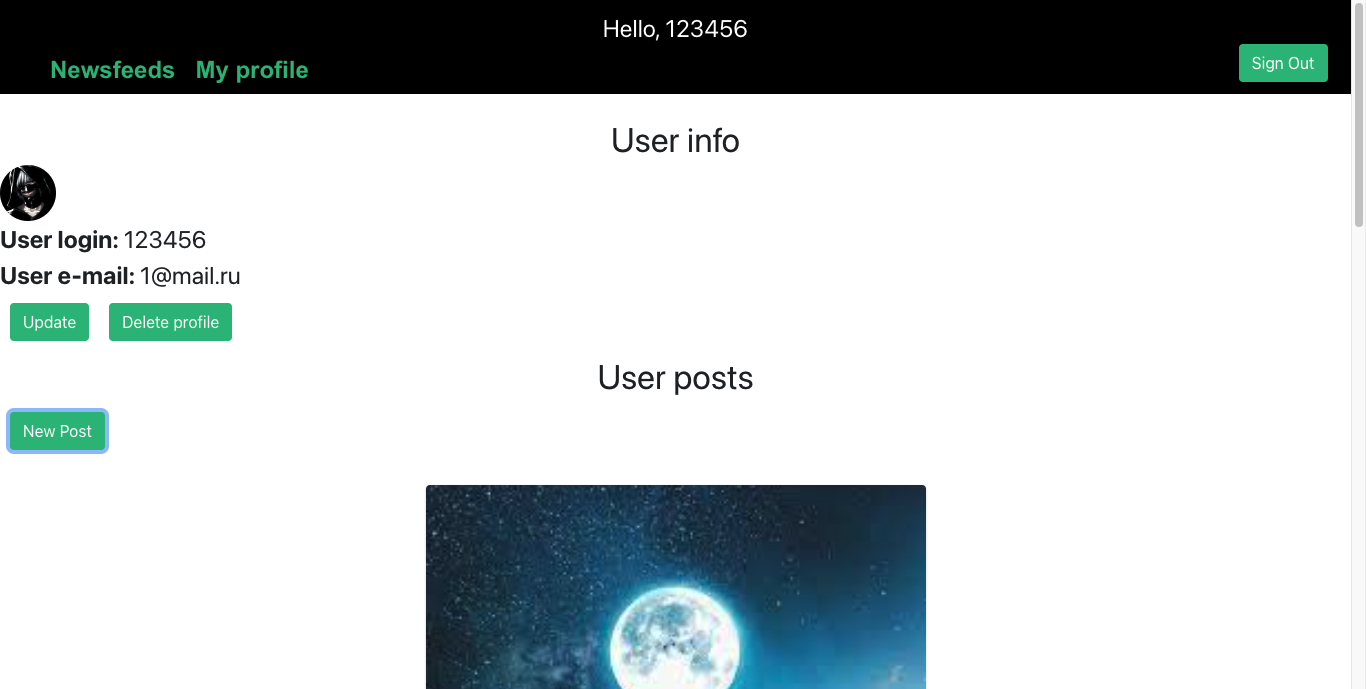 Hello, 123456
Newsfeeds My profile
Sign Out
User info
User login: 123456
User e-mail: 1@mail.ru
Update Delete profile
User posts
New Post